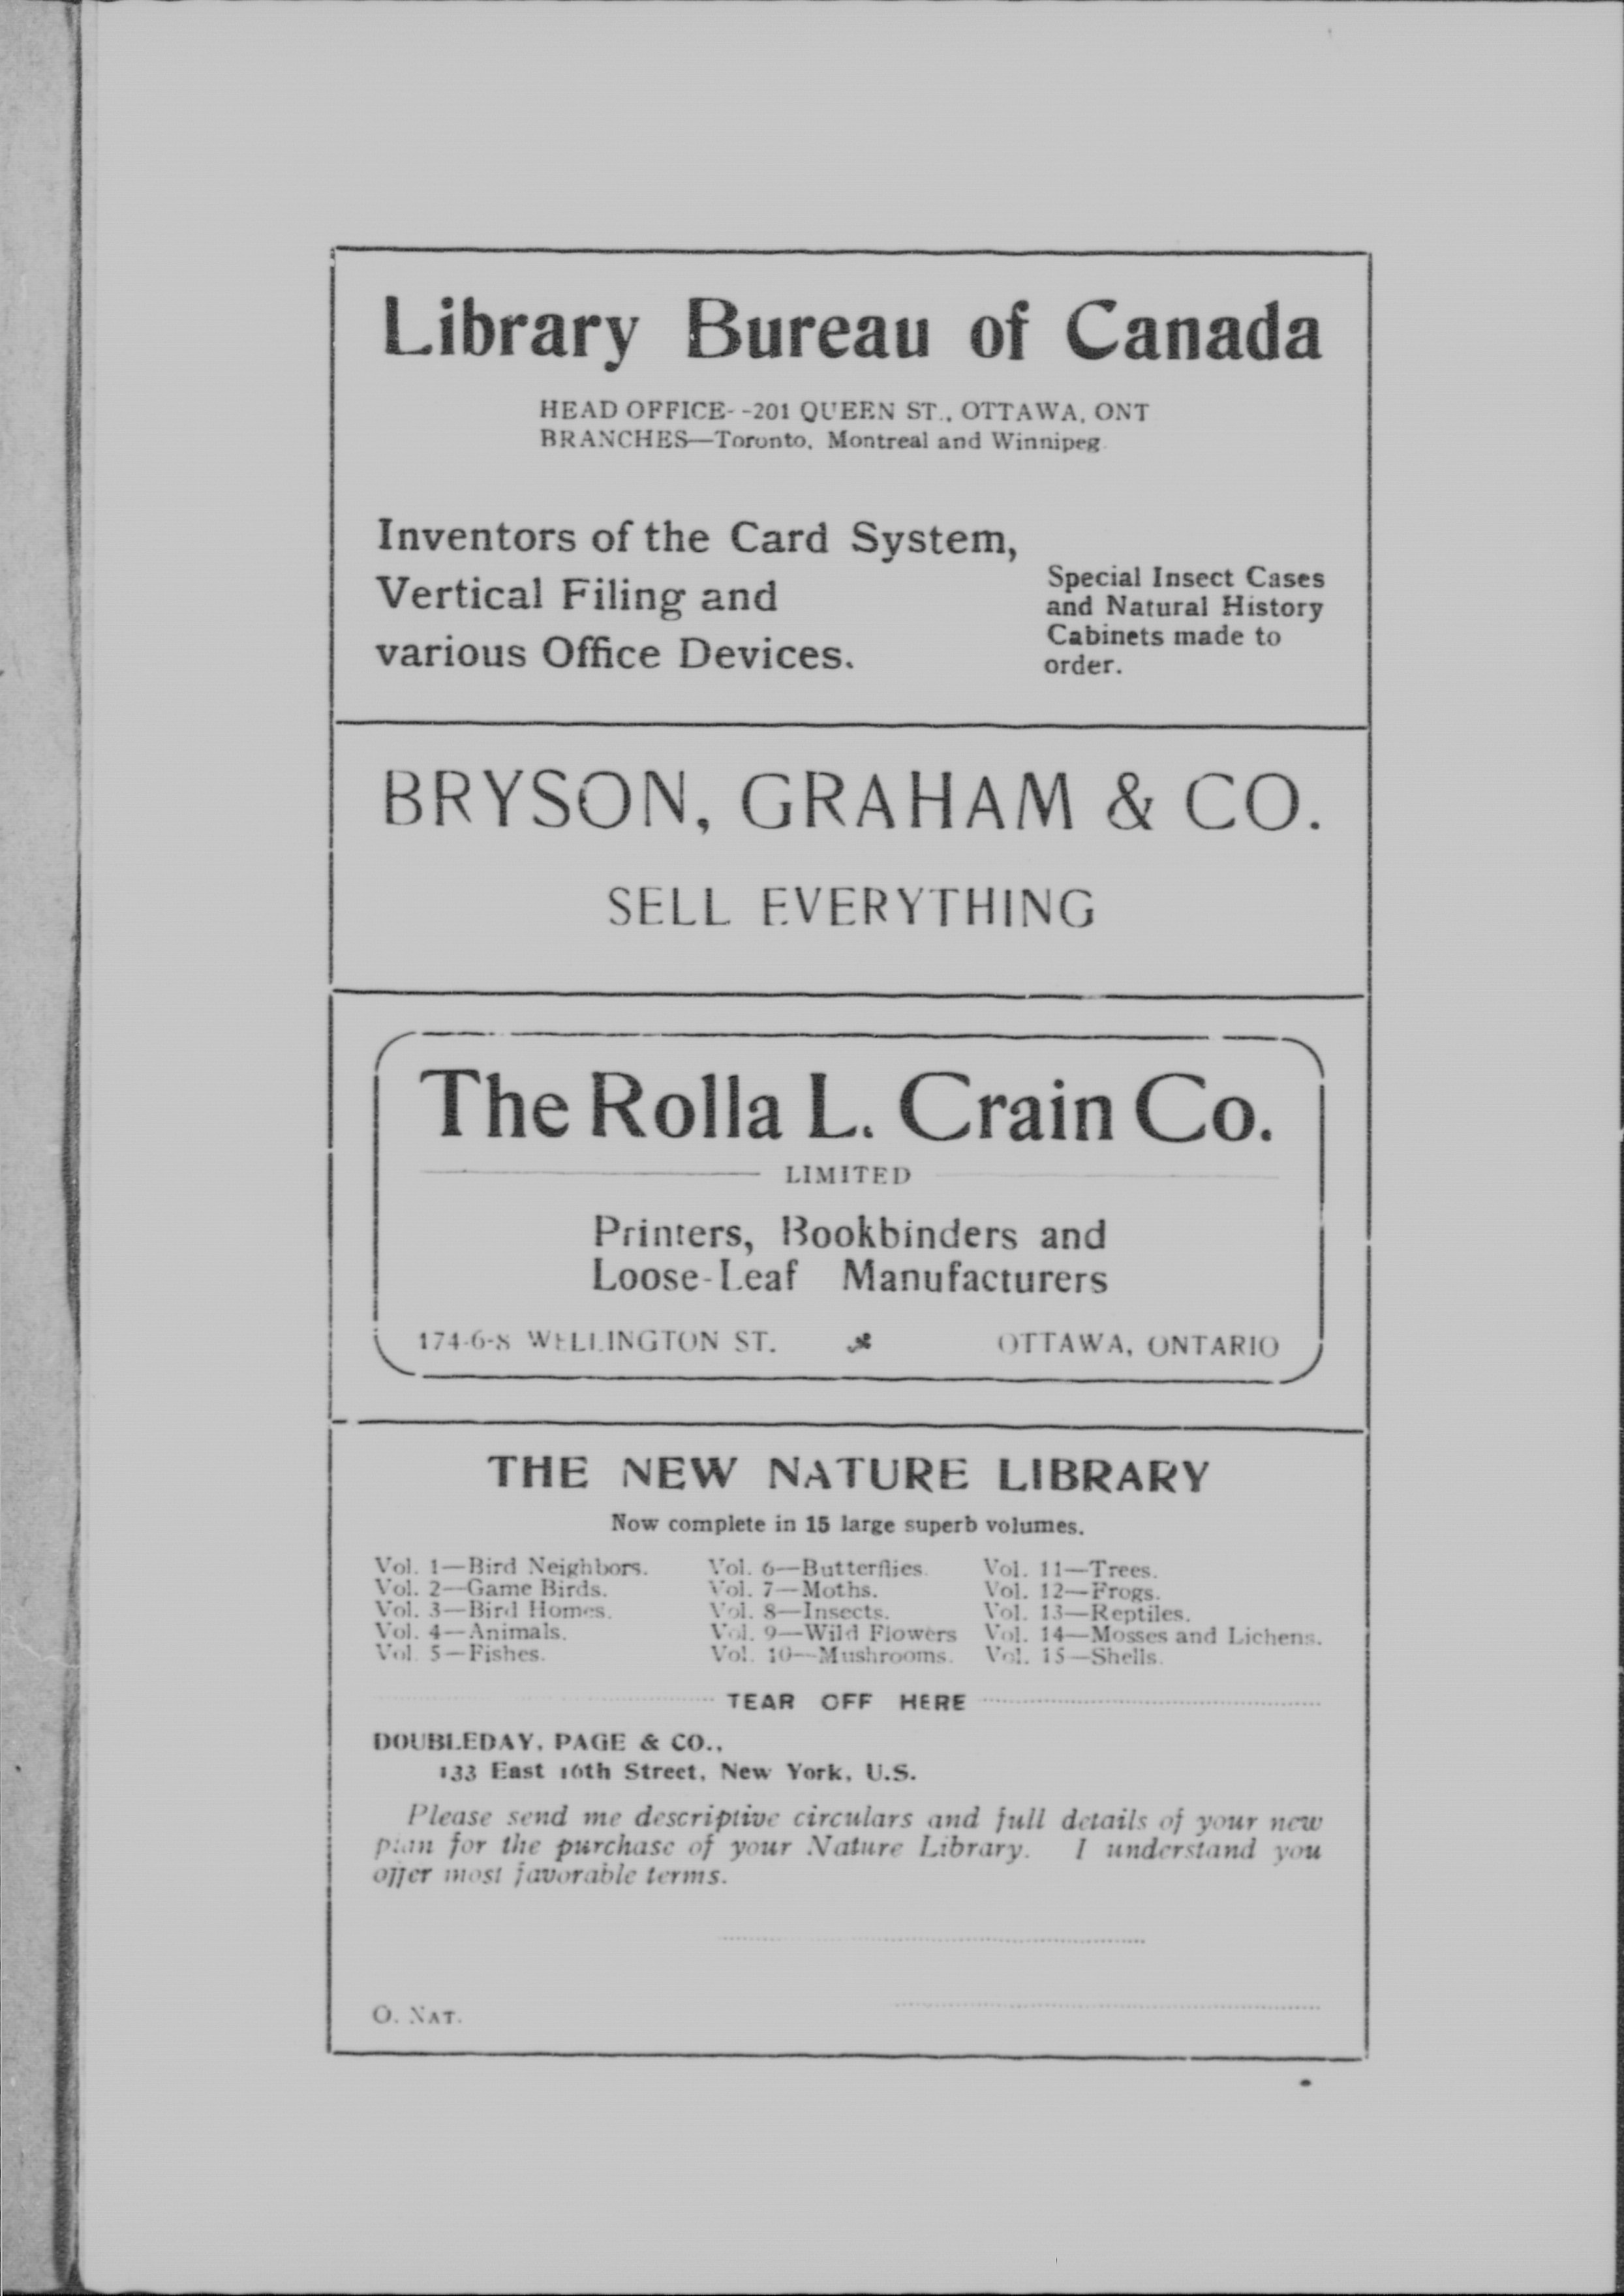 Library Bureau of Canada
HEAD OFFICE--201 QUEEN ST., OTTAWA, ONT
BRANCHES—Toronto, Montreal and Winnipeg.
Inventors of the Card System,
Vertical Filing and
various Office Devices.
Special Insect Cases
and Natural History
Cabinets made to
order.
BRYSON, GRAHAM & CO.
SELL EVERYTHING
The Rolla L. Crain Co.
LIMITED
Printers, Bookbinders and
Loose-Leaf Manufacturers
174-6-8 WELLINGTON ST. OTTAWA, ONTARIO
THE NEW NATURE LIBRARY
Now complete in 15 large superb volumes.
Vol. 1—Bird Neighbors.
Vol. 2—Game Birds.
Vol. 3—Bird Homes.
Vol. 4—Animals.
Vol. 5—Fishes.
Vol. 6—Butterflies.
Vol. 7—Moths.
Vol. 8—Insects.
Vol. 9—Wild Flowers
Vol. 10—Mushrooms.
Vol. 11—Trees.
Vol. 12—Frogs.
Vol. 13—Reptiles.
Vol. 14—Mosses and Lichens.
Vol. 15—Shells.
TEAR OFF HERE
DOUBLEDAY, PAGE & CO.,
133 East 16th Street, New York, U.S.
Please send me descriptive circulars and full details of your new
plan for the purchase of your Nature Library. I understand you
offer most favorable terms.
O. NAT.